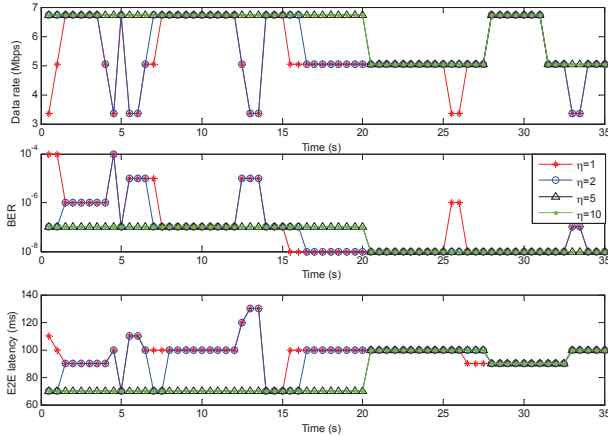 7
6
5
4
3
Data rate (Mbps)
0 5 10 15 20 25 30 35
Time (s)
10⁻⁴
10⁻⁶
10⁻⁸
BER
η=1
η=2
η=5
η=10
0 5 10 15 20 25 30 35
Time (s)
140
120
100
80
60
E2E latency (ms)
0 5 10 15 20 25 30 35
Time (s)